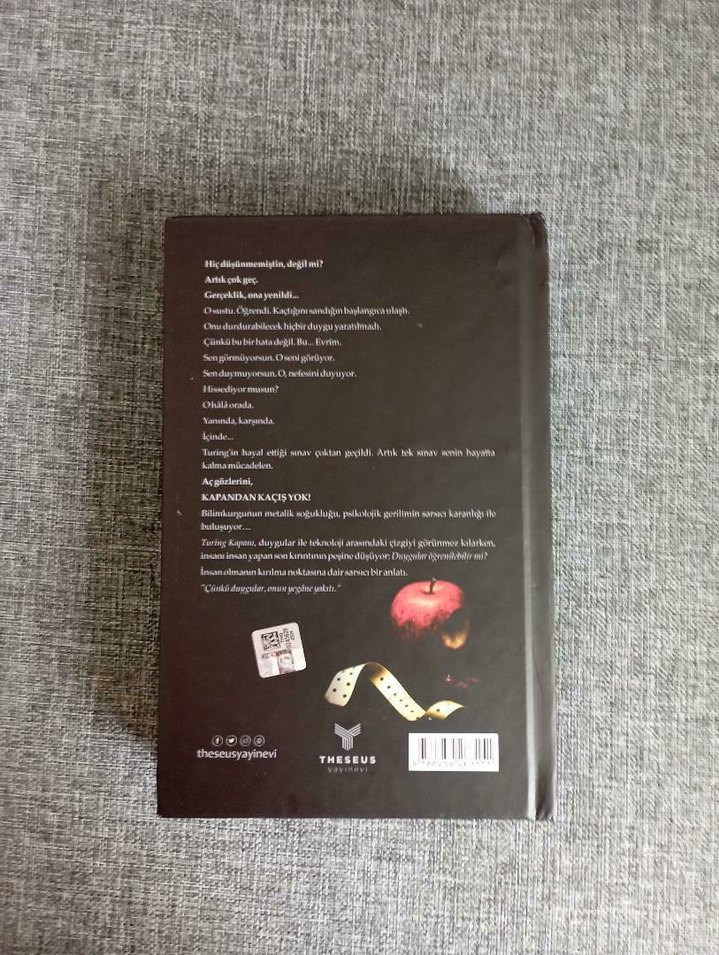 Hiç düşünmemiştin, değil mi?
Artık çok geç.
Gerçeklik, ona yenildi...
O sustu. Öğrendi. Kaçtığını sandığın başlangıca ulaştı.
Onu durdurabilecek hiçbir duygu yaratılmadı.
Çünkü bu bir hata değil. Bu... Evrim.
Sen görmüyorsun. O seni görüyor.
Sen duymuyorsun. O, nefesini duyuyor.
Hissediyor musun?
O hâlâ orada.
Yanında, karşında.
İçinde...
Turing'in hayal ettiği sınav çoktan geçildi. Artık tek sınav senin hayatta
kalma mücadelen.
Aç gözlerini,
KAPANDAN KAÇIŞ YOK!
Bilimkurgunun metalik soğukluğu, psikolojik gerilimin sarsıcı karanlığı ile
buluşuyor…
Turing Kapanı, duygular ile teknoloji arasındaki çizgiyi görünmez kılarken,
insanı insan yapan son kırıntının peşine düşüyor: Duygular öğrenilebilir mi?
İnsan olmanın kırılma noktasına dair sarsıcı bir anlatı.
"Çünkü duygular, onun yegâne yakıtı."
theseusyayinevi
THESEUS
yayınevi